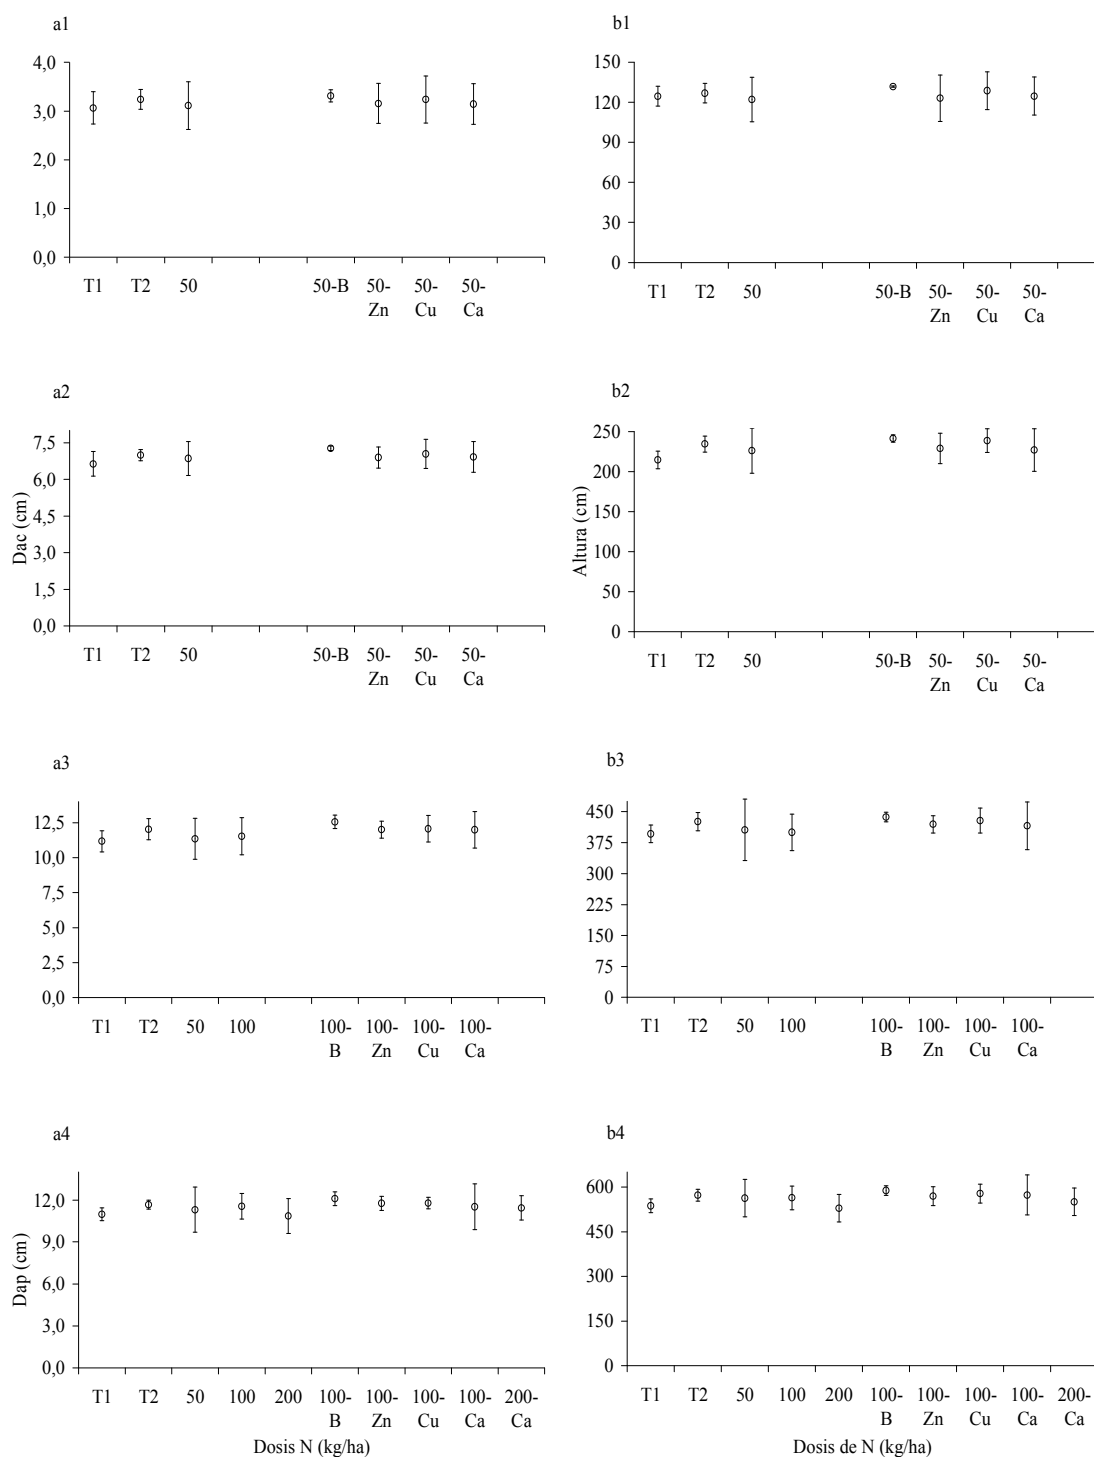 a1
4,0
3,0
2,0
1,0
0,0
T1 T2 50 50-B 50- 50- 50-
Zn Cu Ca
b1
150
120
90
60
30
0
T1 T2 50 50-B 50- 50- 50-
Zn Cu Ca
a2
7,5
6,0
4,5
3,0
1,5
0,0
Dac (cm)
T1 T2 50 50-B 50- 50- 50-
Zn Cu Ca
b2
250
200
150
100
50
0
Altura (cm)
T1 T2 50 50-B 50- 50- 50-
Zn Cu Ca
a3
12,5
10,0
7,5
5,0
2,5
0,0
T1 T2 50 100 100- 100- 100- 100-
B Zn Cu Ca
b3
450
375
300
225
150
75
0
T1 T2 50 100 100- 100- 100- 100-
B Zn Cu Ca
a4
12,0
9,0
6,0
3,0
0,0
Dap (cm)
T1 T2 50 100 200 100- 100- 100- 100- 200-
B Zn Cu Ca Ca
Dosis N (kg/ha)
b4
600
450
300
150
0
T1 T2 50 100 200 100- 100- 100- 100- 200-
B Zn Cu Ca Ca
Dosis de N (kg/ha)